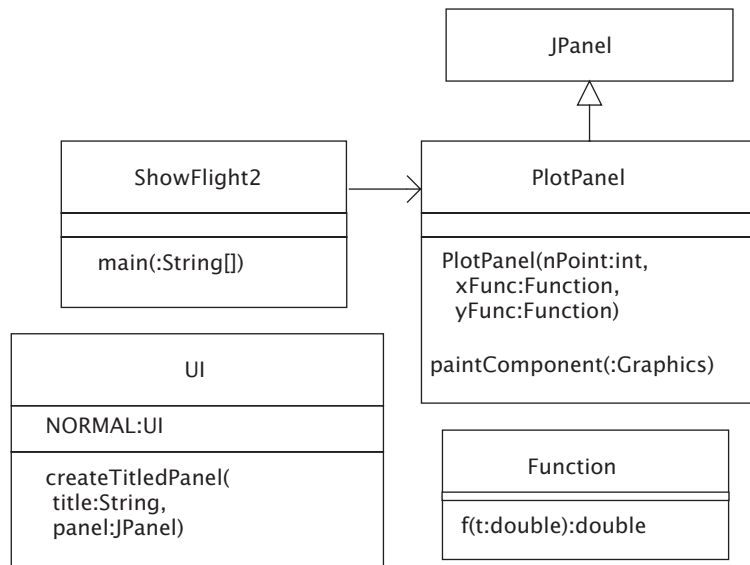 JPanel
ShowFlight2
main(:String[])
PlotPanel
PlotPanel(nPoint:int,
xFunc:Function,
yFunc:Function)
paintComponent(:Graphics)
UI
NORMAL:UI
createTitledPanel(
title:String,
panel:JPanel)
Function
f(t:double):double